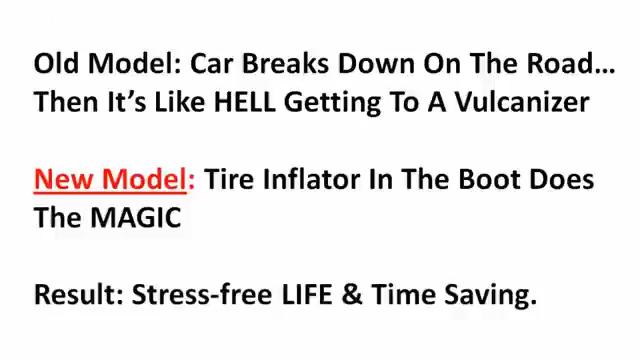 Old Model: Car Breaks Down On The Road…
Then It’s Like HELL Getting To A Vulcanizer
New Model: Tire Inflator In The Boot Does
The MAGIC
Result: Stress-free LIFE & Time Saving.